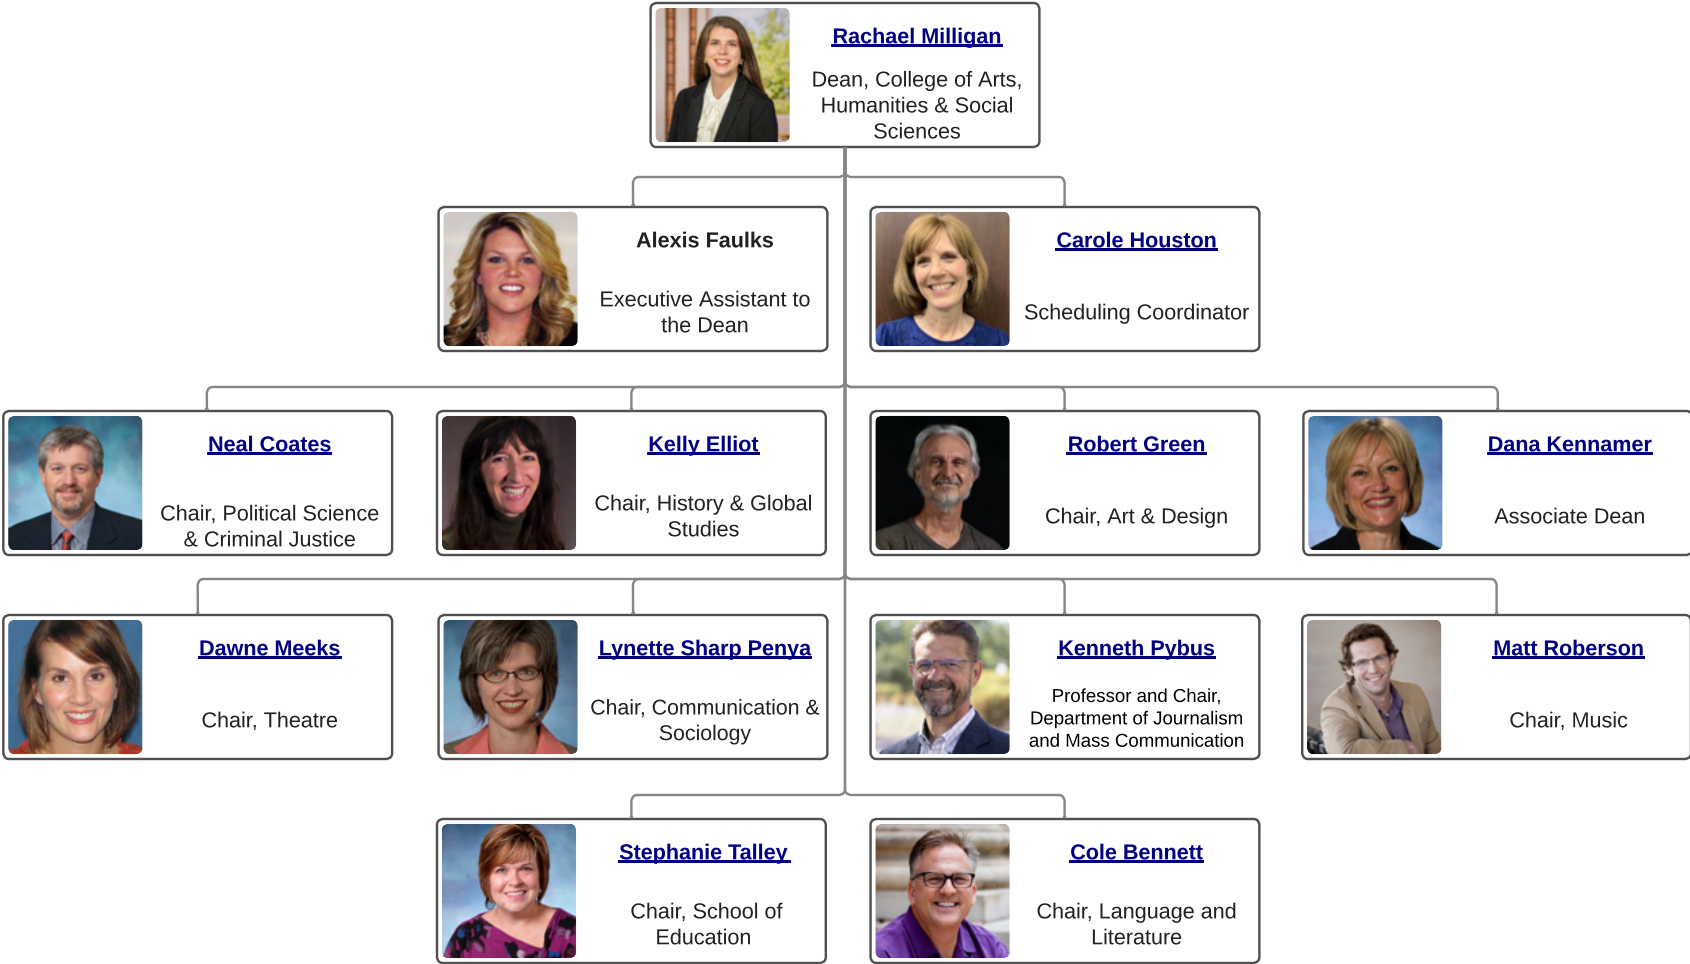 Rachael Milligan
Dean, College of Arts,
Humanities & Social
Sciences
Alexis Faulks
Executive Assistant to
the Dean
Carole Houston
Scheduling Coordinator
Neal Coates
Chair, Political Science
& Criminal Justice
Kelly Elliot
Chair, History & Global
Studies
Robert Green
Chair, Art & Design
Dana Kennamer
Associate Dean
Dawne Meeks
Chair, Theatre
Lynette Sharp Penya
Chair, Communication &
Sociology
Kenneth Pybus
Professor and Chair,
Department of Journalism
and Mass Communication
Matt Roberson
Chair, Music
Stephanie Talley
Chair, School of
Education
Cole Bennett
Chair, Language and
Literature